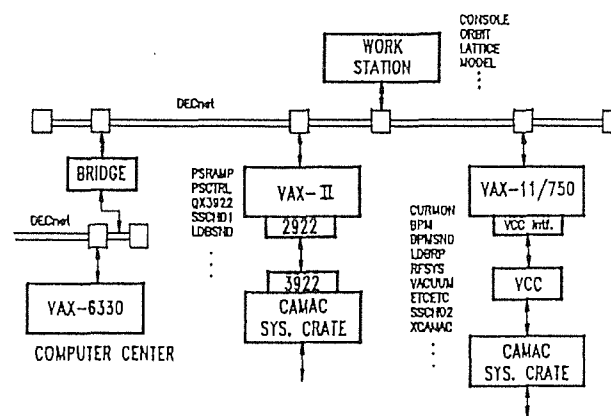 CONSOLE
ORBIT
LATTICE
MODEL
WORK
STATION
DECnet
BRIDGE
DECnet
VAX-6330
COMPUTER CENTER
PSRAMP
PSCTRL
QX3922
SSCHD1
LDBSND
VAX-II
2922
3922
CAMAC
SYS. CRATE
VAX-11/750
VCC Intf.
CURMON
BPM
BPMSND
LDBRP
RFSYS
VACUUM
ETCETC
SSCHD2
XCAMAC
VCC
CAMAC
SYS. CRATE